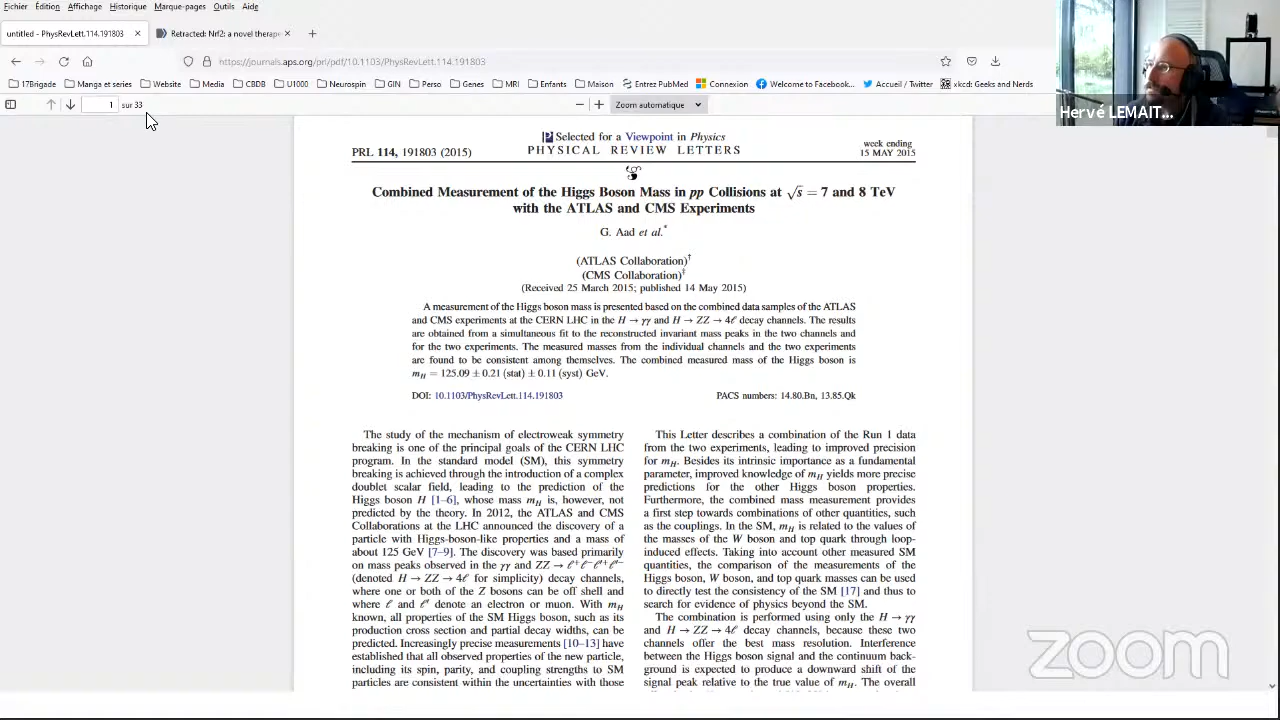 Fichier Édition Affichage Historique Marque-pages Outils Aide
untitled - PhysRevLett.114.191803
Retracted: Nrf2: a novel therape
https://journals.aps.org/prl/pdf/10.1103/PhysRevLett.114.191803
17Brigade Manga et series Website Media CBDB U1000 Neurospin IPI Perso Genes MRI Enfants Maison Entrez PubMed Connexion Welcome to Facebook... Accueil / Twitter xkcd: Geeks and Nerds
1 sur 33
Zoom automatique
Hervé LEMAIT...
Selected for a Viewpoint in Physics
PRL 114, 191803 (2015)
PHYSICAL REVIEW LETTERS
week ending
15 MAY 2015
Combined Measurement of the Higgs Boson Mass in pp Collisions at √s = 7 and 8 TeV
with the ATLAS and CMS Experiments
G. Aad et al.*
(ATLAS Collaboration)†
(CMS Collaboration)‡
(Received 25 March 2015; published 14 May 2015)
A measurement of the Higgs boson mass is presented based on the combined data samples of the ATLAS
and CMS experiments at the CERN LHC in the H → γγ and H → ZZ → 4ℓ decay channels. The results
are obtained from a simultaneous fit to the reconstructed invariant mass peaks in the two channels and
for the two experiments. The measured masses from the individual channels and the two experiments
are found to be consistent among themselves. The combined measured mass of the Higgs boson is
mH = 125.09 ± 0.21 (stat) ± 0.11 (syst) GeV.
DOI: 10.1103/PhysRevLett.114.191803
PACS numbers: 14.80.Bn, 13.85.Qk
The study of the mechanism of electroweak symmetry
breaking is one of the principal goals of the CERN LHC
program. In the standard model (SM), this symmetry
breaking is achieved through the introduction of a complex
doublet scalar field, leading to the prediction of the
Higgs boson H [1–6], whose mass mH is, however, not
predicted by the theory. In 2012, the ATLAS and CMS
Collaborations at the LHC announced the discovery of a
particle with Higgs-boson-like properties and a mass of
about 125 GeV [7–9]. The discovery was based primarily
on mass peaks observed in the γγ and ZZ → ℓ+ℓ−ℓ′+ℓ′−
(denoted H → ZZ → 4ℓ for simplicity) decay channels,
where one or both of the Z bosons can be off shell and
where ℓ and ℓ′ denote an electron or muon. With mH
known, all properties of the SM Higgs boson, such as its
production cross section and partial decay widths, can be
predicted. Increasingly precise measurements [10–13] have
established that all observed properties of the new particle,
including its spin, parity, and coupling strengths to SM
particles are consistent within the uncertainties with those
This Letter describes a combination of the Run 1 data
from the two experiments, leading to improved precision
for mH. Besides its intrinsic importance as a fundamental
parameter, improved knowledge of mH yields more precise
predictions for the other Higgs boson properties.
Furthermore, the combined mass measurement provides
a first step towards combinations of other quantities, such
as the couplings. In the SM, mH is related to the values of
the masses of the W boson and top quark through loop-
induced effects. Taking into account other measured SM
quantities, the comparison of the measurements of the
Higgs boson, W boson, and top quark masses can be used
to directly test the consistency of the SM [17] and thus to
search for evidence of physics beyond the SM.
The combination is performed using only the H → γγ
and H → ZZ → 4ℓ decay channels, because these two
channels offer the best mass resolution. Interference
between the Higgs boson signal and the continuum back-
ground is expected to produce a downward shift of the
signal peak relative to the true value of mH. The overall
zoom